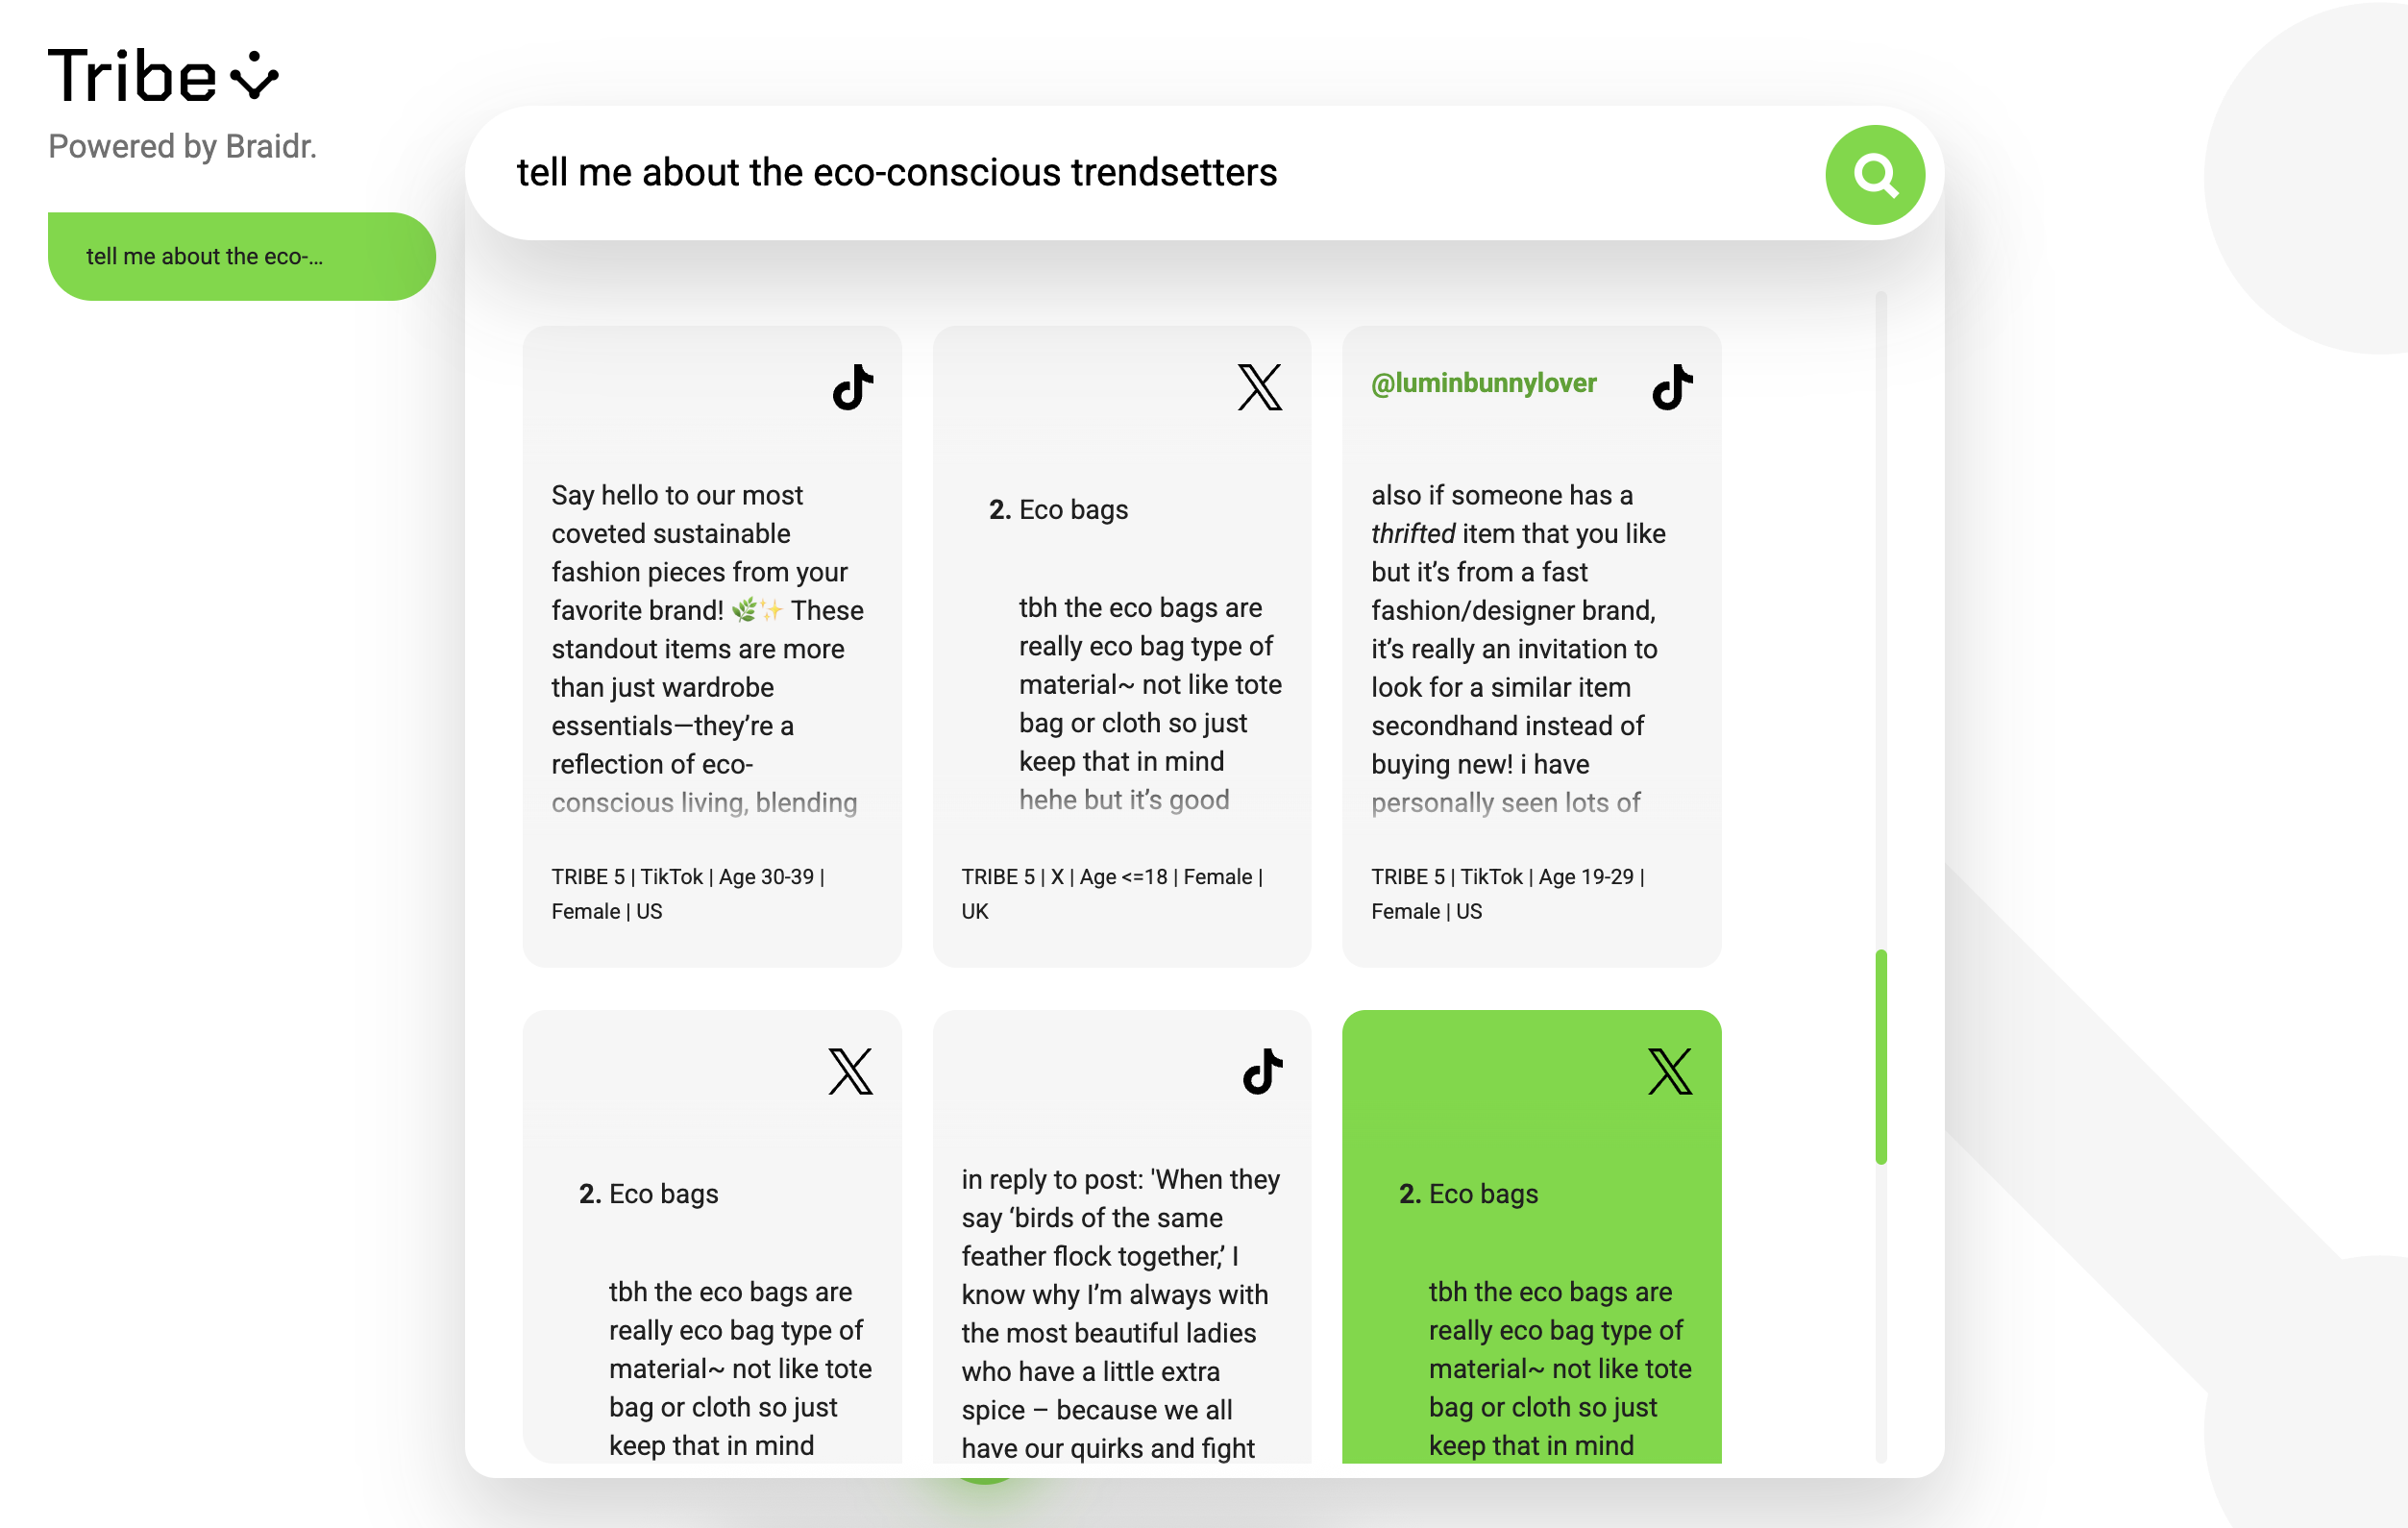 Tribe
Powered by Braidr.
tell me about the eco-conscious trendsetters
tell me about the eco-...
Say hello to our most
coveted sustainable
fashion pieces from your
favorite brand! 🌿✨ These
standout items are more
than just wardrobe
essentials—they’re a
reflection of eco-
conscious living, blending
TRIBE 5 | TikTok | Age 30-39 |
Female | US
2. Eco bags
tbh the eco bags are
really eco bag type of
material~ not like tote
bag or cloth so just
keep that in mind
hehe but it’s good
TRIBE 5 | X | Age <=18 | Female |
UK
@luminbunnylover
also if someone has a
thrifted item that you like
but it’s from a fast
fashion/designer brand,
it’s really an invitation to
look for a similar item
secondhand instead of
buying new! i have
personally seen lots of
TRIBE 5 | TikTok | Age 19-29 |
Female | US
2. Eco bags
tbh the eco bags are
really eco bag type of
material~ not like tote
bag or cloth so just
keep that in mind
in reply to post: 'When they
say ‘birds of the same
feather flock together,’ I
know why I’m always with
the most beautiful ladies
who have a little extra
spice – because we all
have our quirks and fight
2. Eco bags
tbh the eco bags are
really eco bag type of
material~ not like tote
bag or cloth so just
keep that in mind